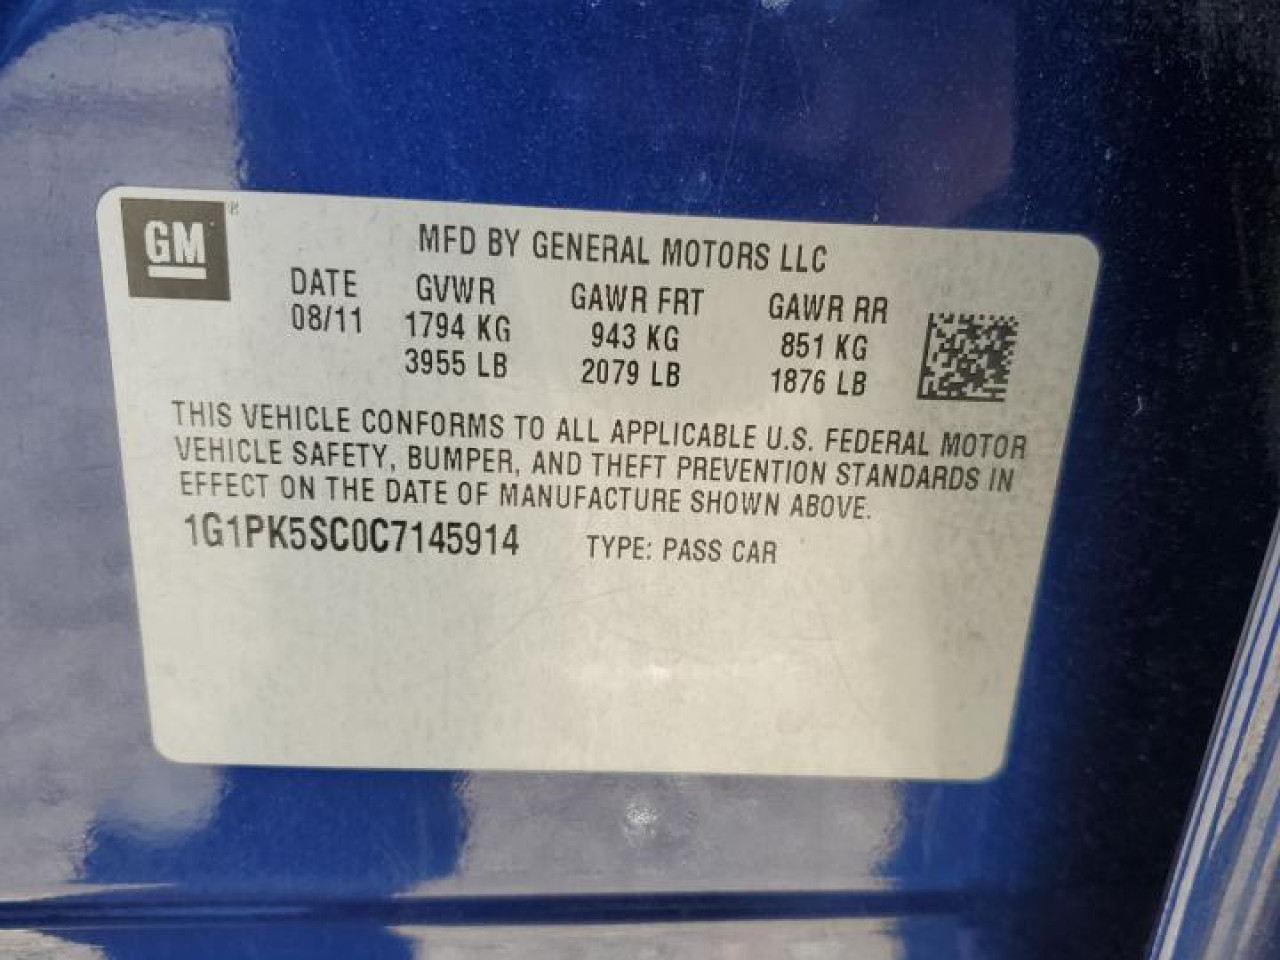 GM ®
MFD BY GENERAL MOTORS LLC
DATE GVWR GAWR FRT GAWR RR
08/11 1794 KG 943 KG 851 KG
3955 LB 2079 LB 1876 LB
THIS VEHICLE CONFORMS TO ALL APPLICABLE U.S. FEDERAL MOTOR
VEHICLE SAFETY, BUMPER, AND THEFT PREVENTION STANDARDS IN
EFFECT ON THE DATE OF MANUFACTURE SHOWN ABOVE.
1G1PK5SC0C7145914 TYPE: PASS CAR